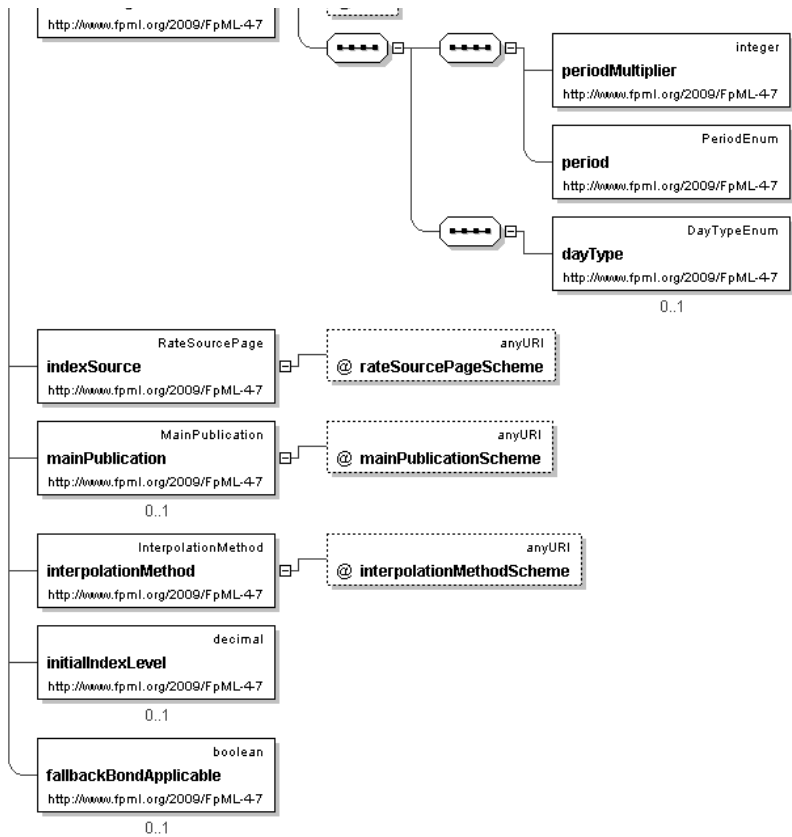 http://www.fpml.org/2009/FpML-4-7
integer
periodMultiplier
http://www.fpml.org/2009/FpML-4-7
PeriodEnum
period
http://www.fpml.org/2009/FpML-4-7
DayTypeEnum
dayType
http://www.fpml.org/2009/FpML-4-7
0..1
RateSourcePage
indexSource
http://www.fpml.org/2009/FpML-4-7
anyURI
@ rateSourcePageScheme
MainPublication
mainPublication
http://www.fpml.org/2009/FpML-4-7
0..1
anyURI
@ mainPublicationScheme
InterpolationMethod
interpolationMethod
http://www.fpml.org/2009/FpML-4-7
anyURI
@ interpolationMethodScheme
decimal
initialIndexLevel
http://www.fpml.org/2009/FpML-4-7
0..1
boolean
fallbackBondApplicable
http://www.fpml.org/2009/FpML-4-7
0..1